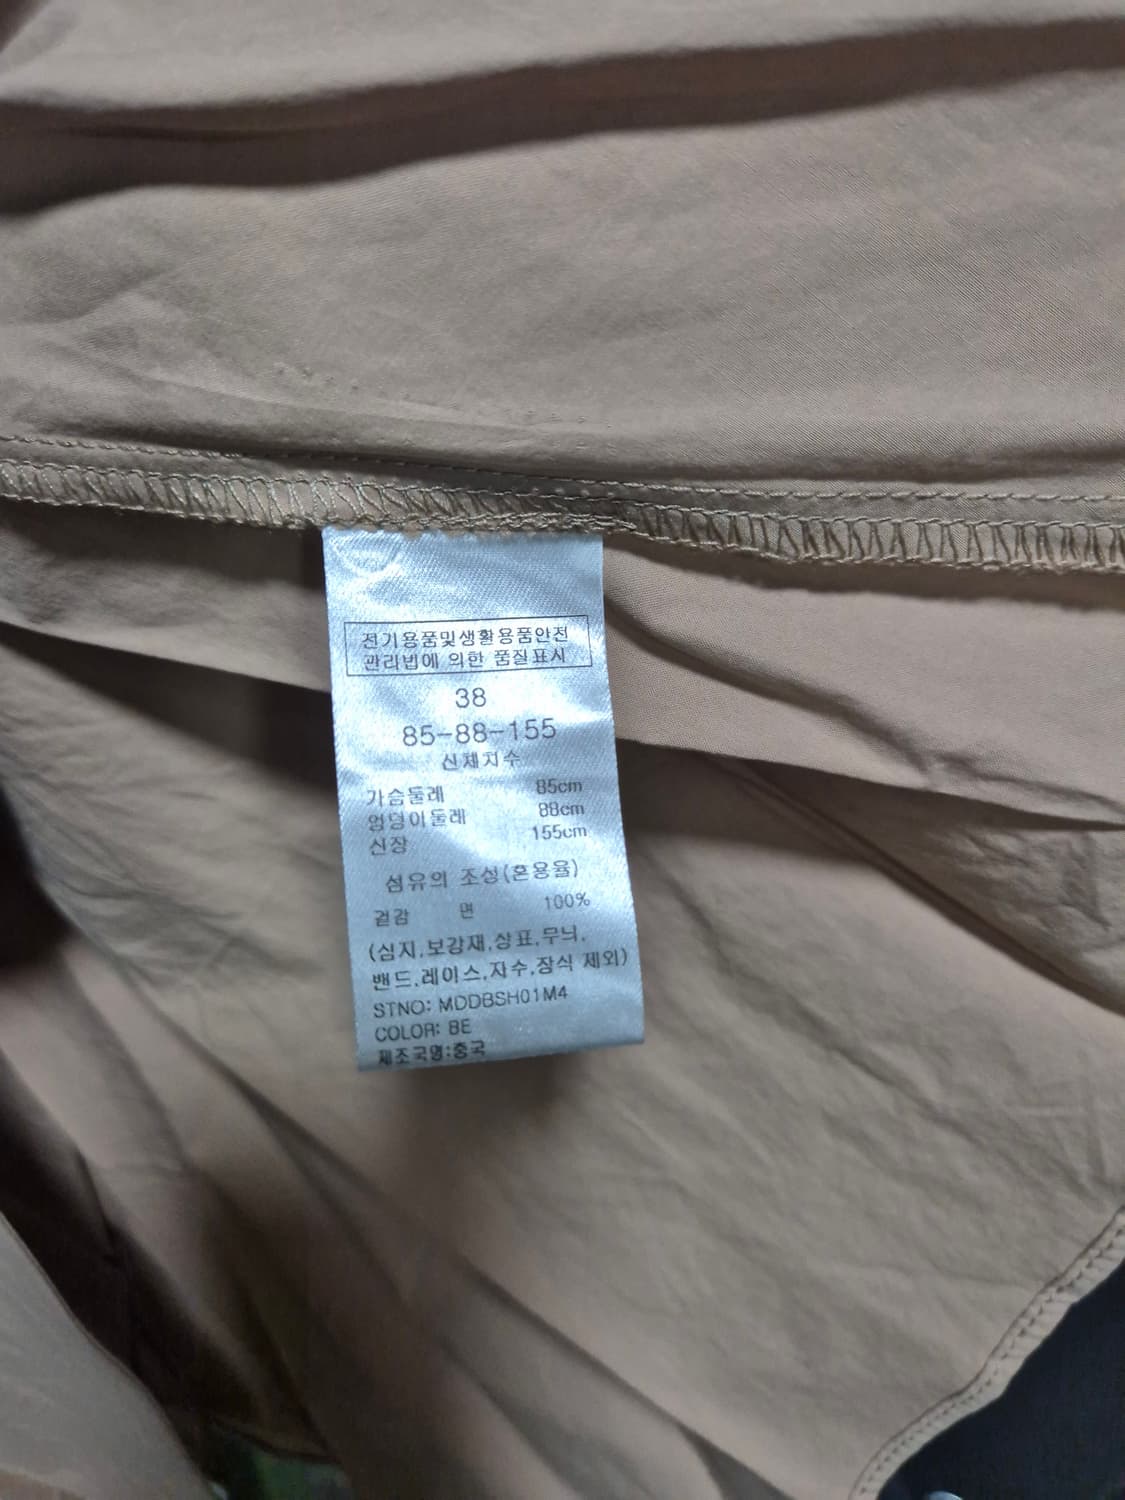 전기용품및생활용품안전
관리법에 의한 품질표시
38
85-88-155
신체치수
가슴둘레 85cm
엉덩이둘레 88cm
신장 155cm
섬유의 조성(혼용율)
겉감 면 100%
(심지,보강재,상표,무늬,
밴드,레이스,자수,장식 제외)
STNO: MDDBSH01M4
COLOR: BE
제조국명:중국